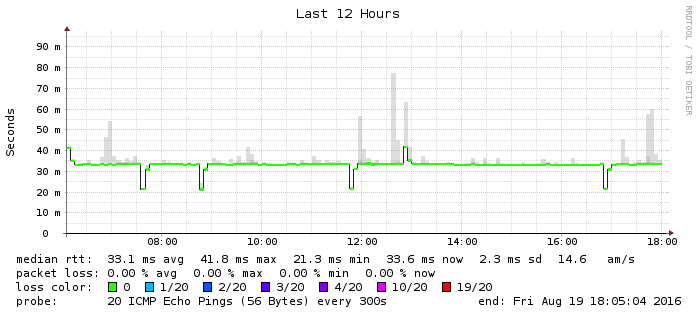 Last 12 Hours
RRDTOOL / TOBI OETIKER
Seconds
90 m
80 m
70 m
60 m
50 m
40 m
30 m
20 m
10 m
0
08:00 10:00 12:00 14:00 16:00 18:00
median rtt: 33.1 ms avg 41.8 ms max 21.3 ms min 33.6 ms now 2.3 ms sd 14.6 am/s
packet loss: 0.00 % avg 0.00 % max 0.00 % min 0.00 % now
loss color: 0 1/20 2/20 3/20 4/20 10/20 19/20
probe: 20 ICMP Echo Pings (56 Bytes) every 300s end: Fri Aug 19 18:05:04 2016